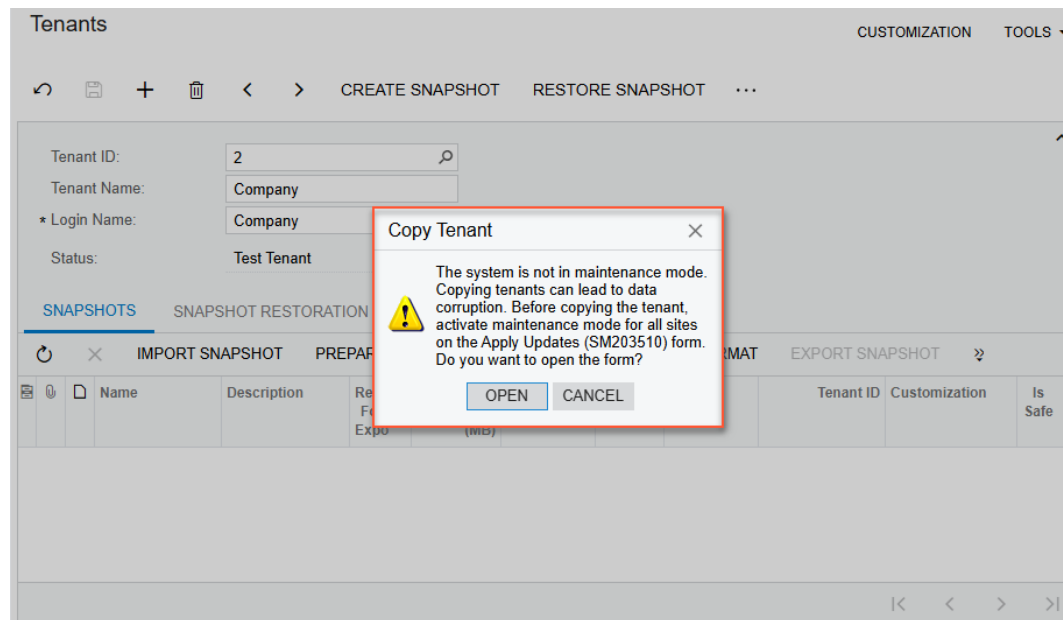 Tenants
CUSTOMIZATION TOOLS
CREATE SNAPSHOT RESTORE SNAPSHOT ...
Tenant ID: 2
Tenant Name: Company
* Login Name: Company
Status: Test Tenant
Copy Tenant
The system is not in maintenance mode.
Copying tenants can lead to data
corruption. Before copying the tenant,
activate maintenance mode for all sites
on the Apply Updates (SM203510) form.
Do you want to open the form?
OPEN CANCEL
SNAPSHOTS SNAPSHOT RESTORATION
IMPORT SNAPSHOT EXPORT SNAPSHOT
Name Description Tenant ID Customization Is
Safe
Expo (MB)